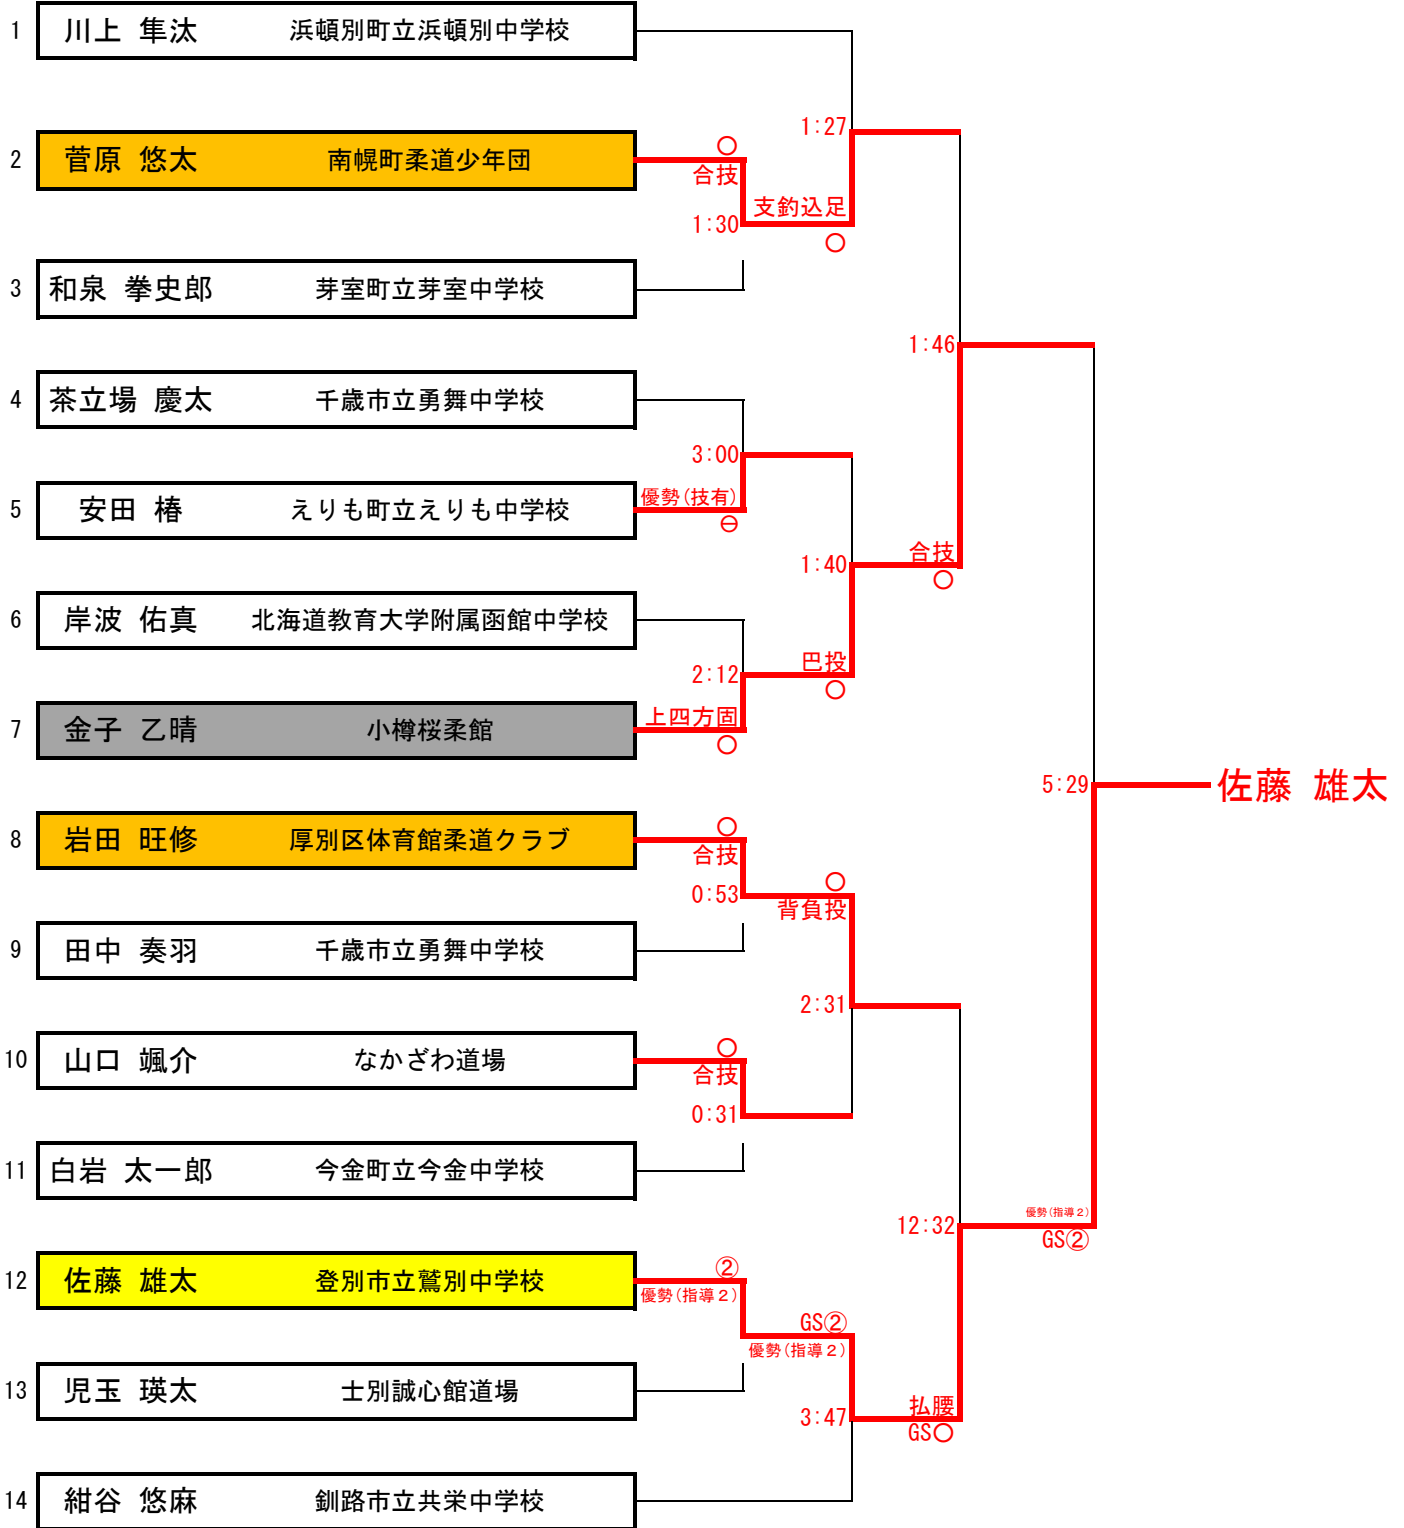 1 川上 隼汰 浜頓別町立浜頓別中学校
1:27
2 菅原 悠太 南幌町柔道少年団
○
合技
支釣込足
1:30
○
3 和泉 拳史郎 芽室町立芽室中学校
1:46
4 茶立場 慶太 千歳市立勇舞中学校
3:00
5 安田 椿 えりも町立えりも中学校
優勢(技有)
⊖
合技
1:40
○
6 岸波 佑真 北海道教育大学附属函館中学校
巴投
2:12
○
7 金子 乙晴 小樽桜柔館
上四方固
○
5:29
佐藤 雄太
8 岩田 旺修 厚別区体育館柔道クラブ
○
合技
○
0:53
背負投
9 田中 奏羽 千歳市立勇舞中学校
2:31
10 山口 颯介 なかざわ道場
○
合技
0:31
11 白岩 太一郎 今金町立今金中学校
優勢(指導２)
12:32
GS②
12 佐藤 雄太 登別市立鷲別中学校
②
優勢(指導２)
GS②
優勢(指導２)
13 児玉 瑛太 士別誠心館道場
払腰
3:47
GS○
14 紺谷 悠麻 釧路市立共栄中学校